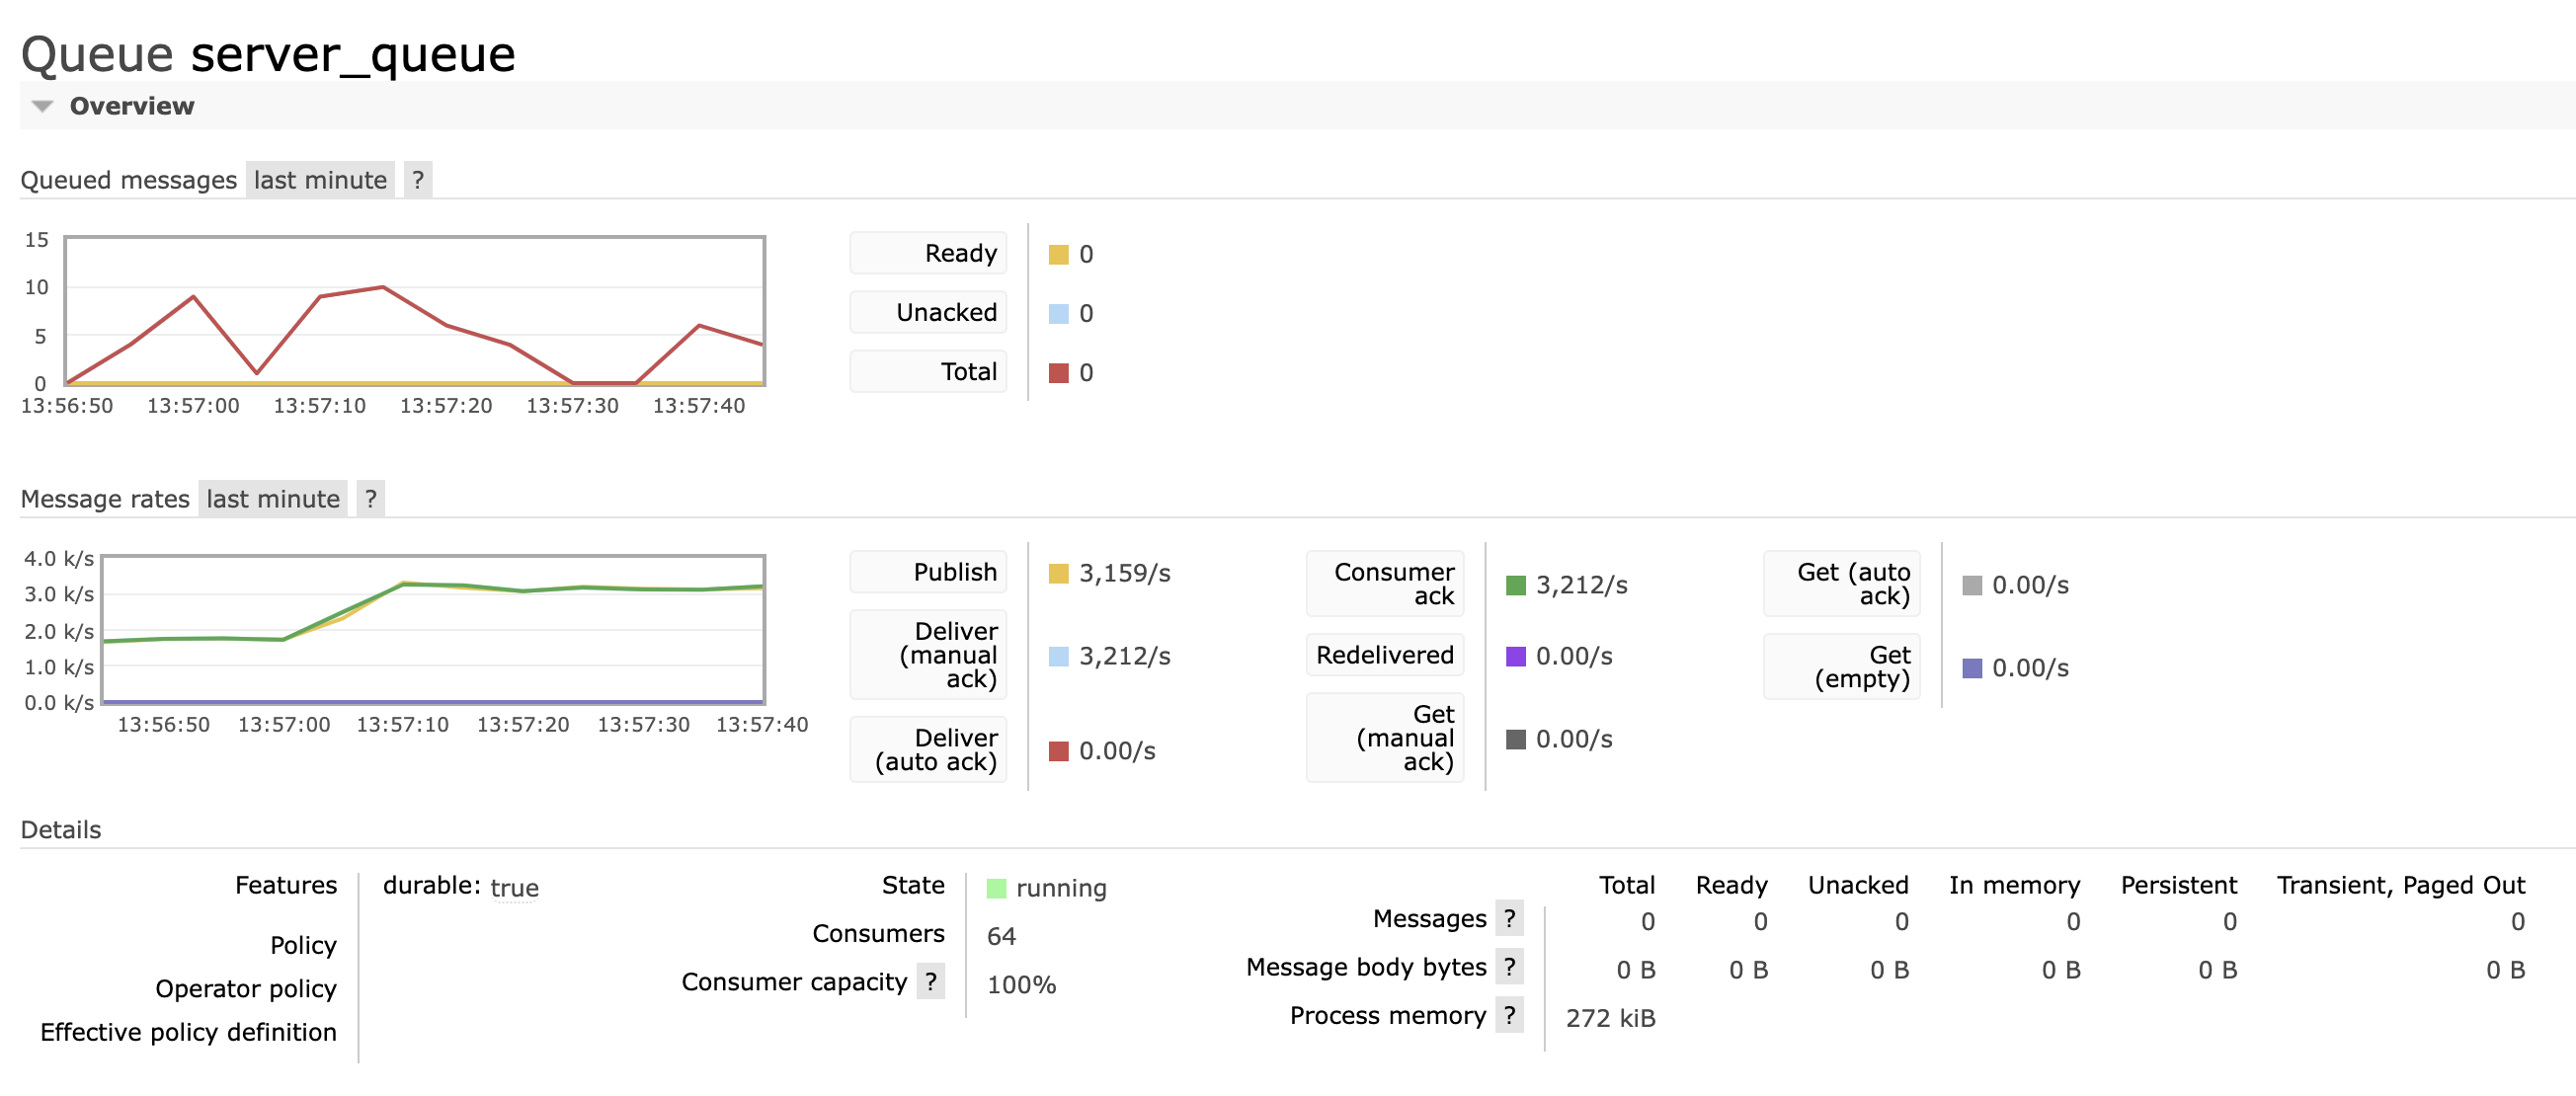 Queue server_queue
Overview
Queued messages last minute ?
15
10
5
0
13:56:50 13:57:00 13:57:10 13:57:20 13:57:30 13:57:40
Ready 0
Unacked 0
Total 0
Message rates last minute ?
4.0 k/s
3.0 k/s
2.0 k/s
1.0 k/s
0.0 k/s
13:56:50 13:57:00 13:57:10 13:57:20 13:57:30 13:57:40
Publish 3,159/s
Deliver
(manual
ack) 3,212/s
Deliver
(auto ack) 0.00/s
Consumer
ack 3,212/s
Redelivered 0.00/s
Get
(manual
ack) 0.00/s
Get (auto
ack) 0.00/s
Get
(empty) 0.00/s
Details
Features durable: true
Policy
Operator policy
Effective policy definition
State running
Consumers 64
Consumer capacity ? 100%
Total Ready Unacked In memory Persistent Transient, Paged Out
Messages ? 0 0 0 0 0 0
Message body bytes ? 0 B 0 B 0 B 0 B 0 B 0 B
Process memory ? 272 kiB